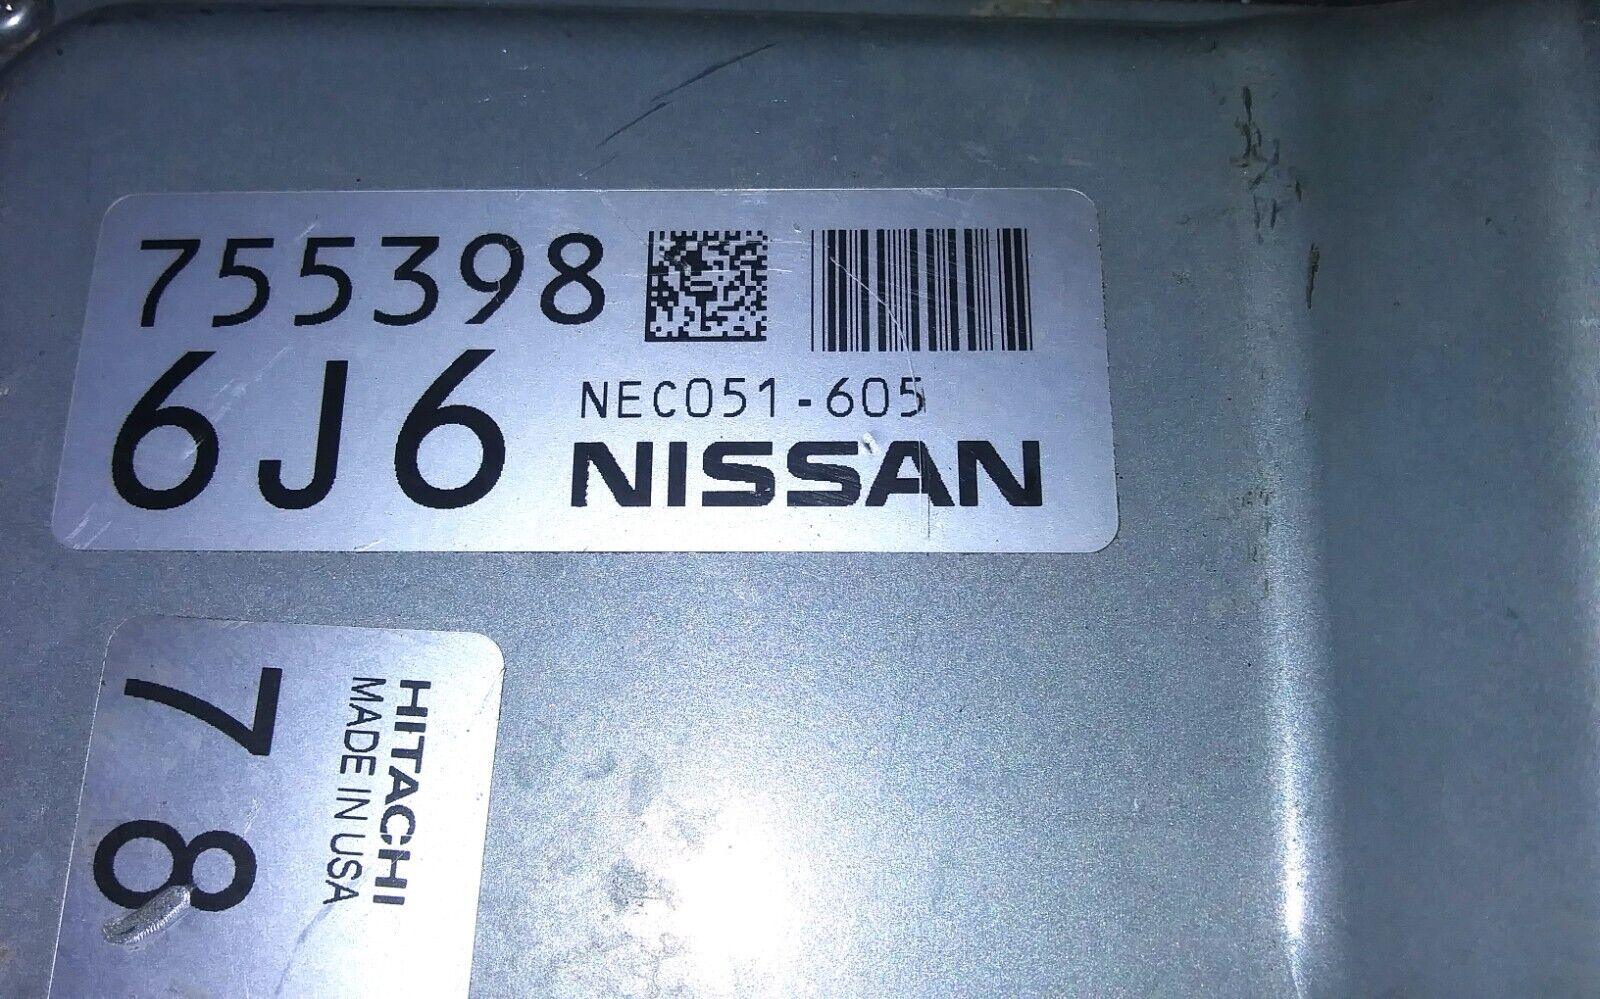 755398
6J6
NEC051-605
NISSAN
78
HITACHI
MADE IN USA